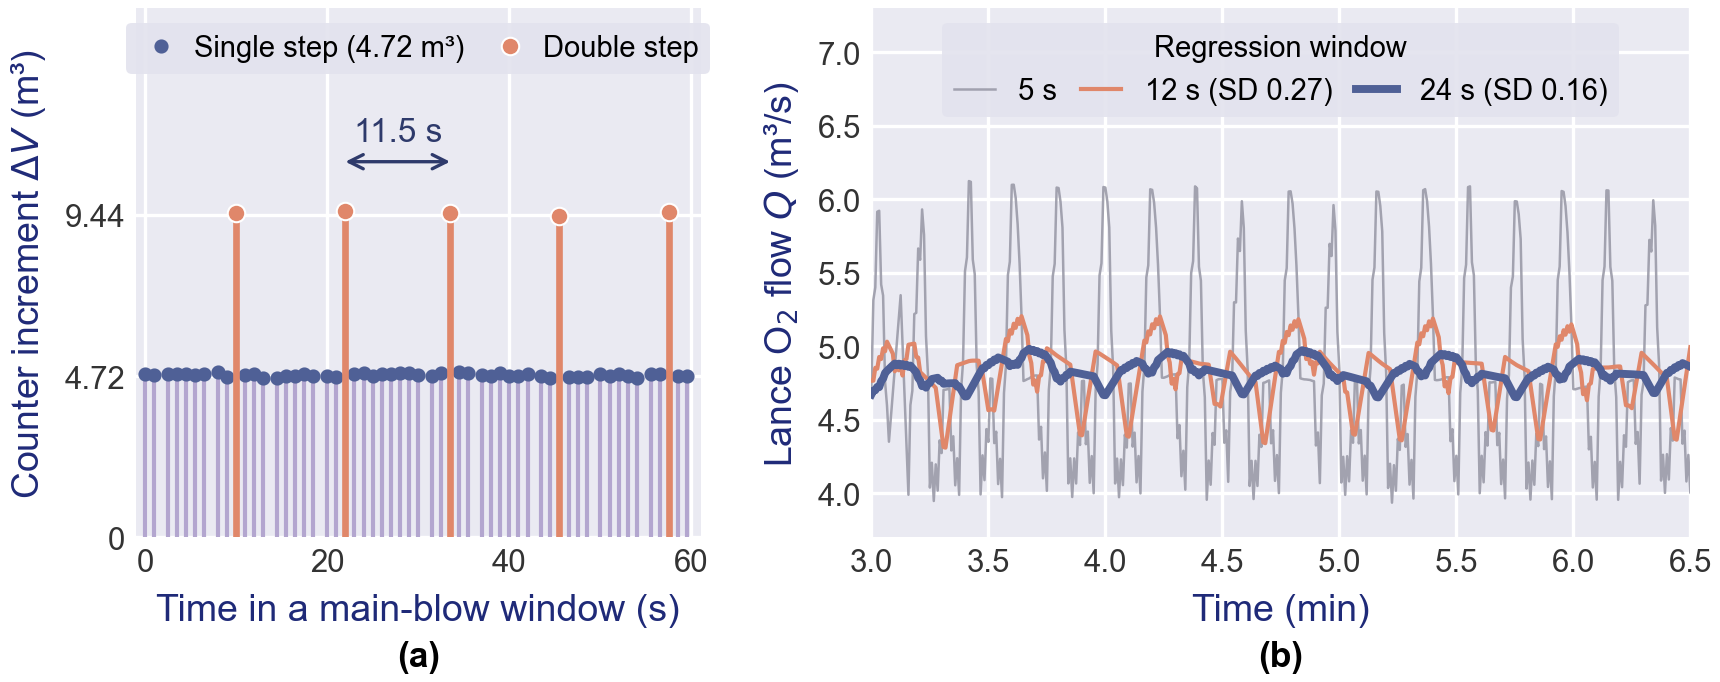 Single step (4.72 m³) Double step
11.5 s
Counter increment ΔV (m³)
9.44
4.72
0
0 20 40 60
Time in a main-blow window (s)
(a)
Regression window
5 s 12 s (SD 0.27) 24 s (SD 0.16)
Lance O₂ flow Q (m³/s)
7.0
6.5
6.0
5.5
5.0
4.5
4.0
3.0 3.5 4.0 4.5 5.0 5.5 6.0 6.5
Time (min)
(b)